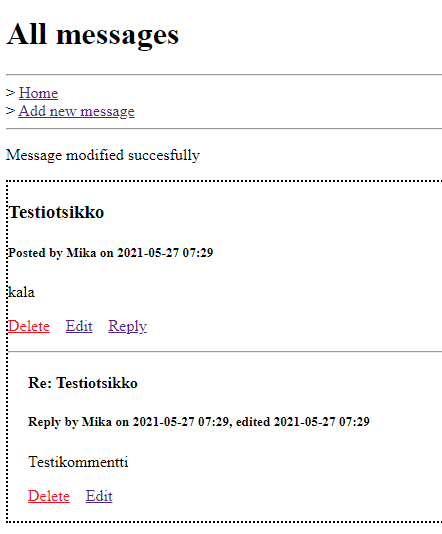 All messages
> Home
> Add new message
Message modified succesfully
Testiotsikko
Posted by Mika on 2021-05-27 07:29
kala
Delete Edit Reply
Re: Testiotsikko
Reply by Mika on 2021-05-27 07:29, edited 2021-05-27 07:29
Testikommentti
Delete Edit